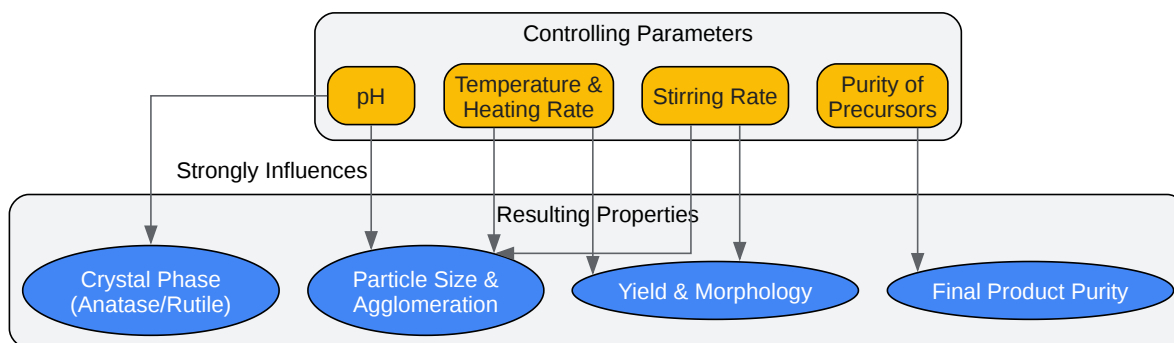 Controlling Parameters
pH
Temperature &
Heating Rate
Stirring Rate
Purity of
Precursors
Strongly Influences
Resulting Properties
Crystal Phase
(Anatase/Rutile)
Particle Size &
Agglomeration
Yield & Morphology
Final Product Purity